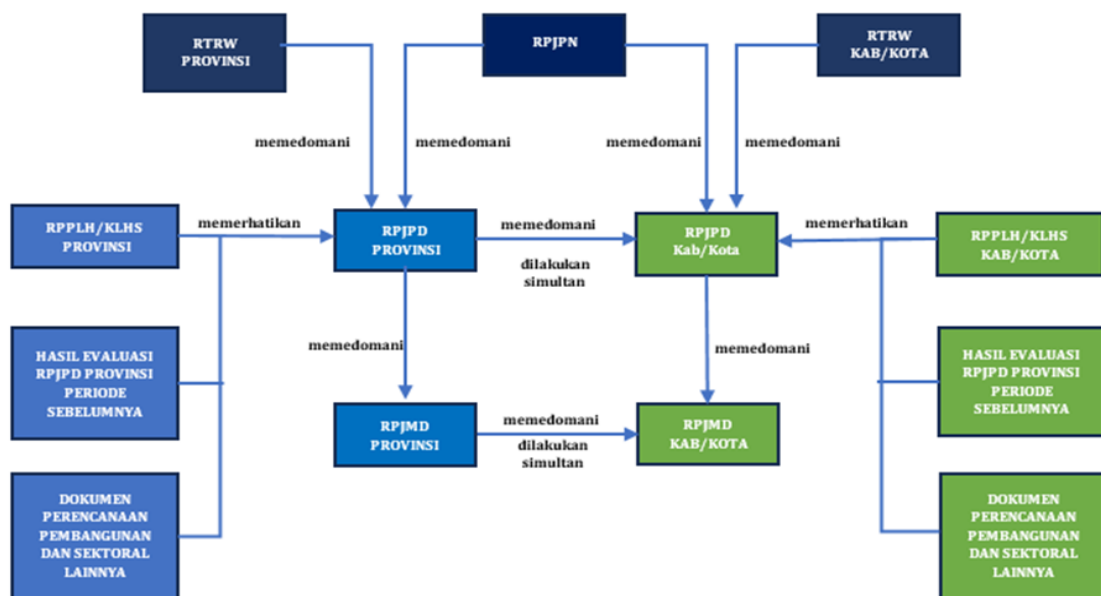 RTRW
PROVINSI
RPJPN
RTRW
KAB/KOTA
memedomani
memedomani
memedomani
memedomani
RPPLH/KLHS
PROVINSI
memerhatikan
RPJPD
PROVINSI
memedomani
dilakukan
simultan
RPJPD
Kab/Kota
memerhatikan
RPPLH/KLHS
KAB/KOTA
HASIL EVALUASI
RPJPD PROVINSI
PERIODE
SEBELUMNYA
memedomani
memedomani
HASIL EVALUASI
RPJPD PROVINSI
PERIODE
SEBELUMNYA
RPJMD
PROVINSI
memedomani
dilakukan
simultan
RPJMD
KAB/KOTA
DOKUMEN
PERENCANAAN
PEMBANGUNAN
DAN SEKTORAL
LAINNYA
DOKUMEN
PERENCANAAN
PEMBANGUNAN
DAN SEKTORAL
LAINNYA